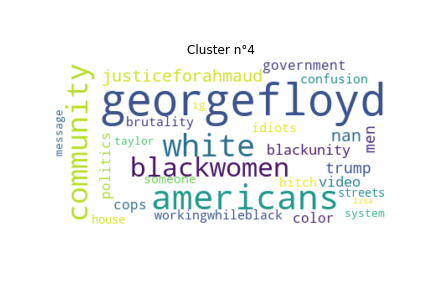 Cluster n°4
government
justiceforahmaud
confusion
georgefloyd
ig
brutality
idiots
community
message
politics
taylor
white
nan
men
blackunity
blackwomen
trump
someone
bitch
video
americans
streets
cops
workingwhileblack
color
system
house
lisa